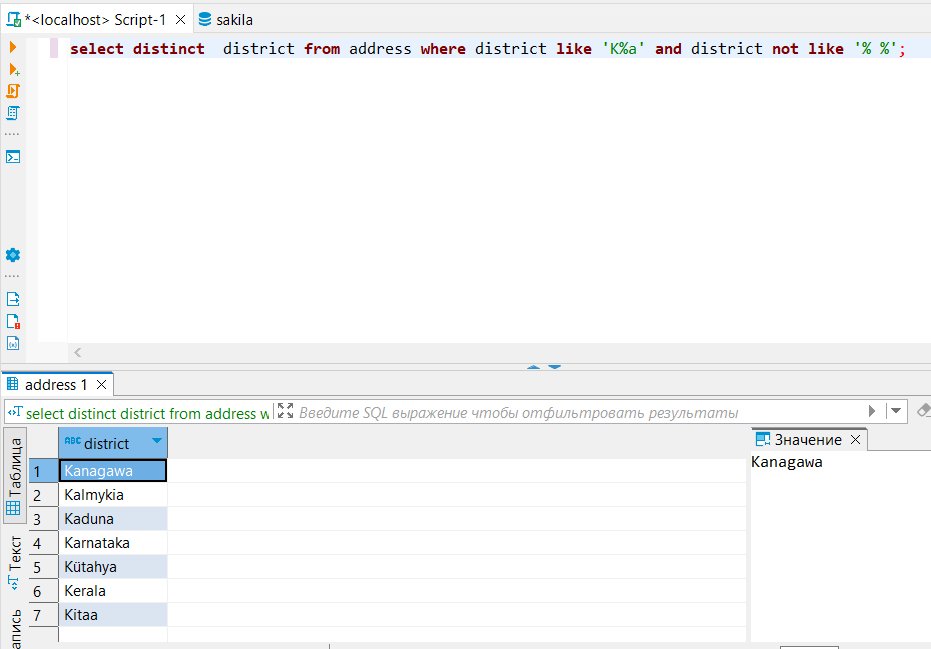 *<localhost> Script-1
sakila
select distinct  district from address where district like 'K%a' and district not like '% %';
address 1
select distinct district from address w
Введите SQL выражение чтобы отфильтровать результаты
Таблица
Текст
ABC district
1 Kanagawa
2 Kalmykia
3 Kaduna
4 Karnataka
5 Kütahya
6 Kerala
7 Kitaa
Значение
Kanagawa